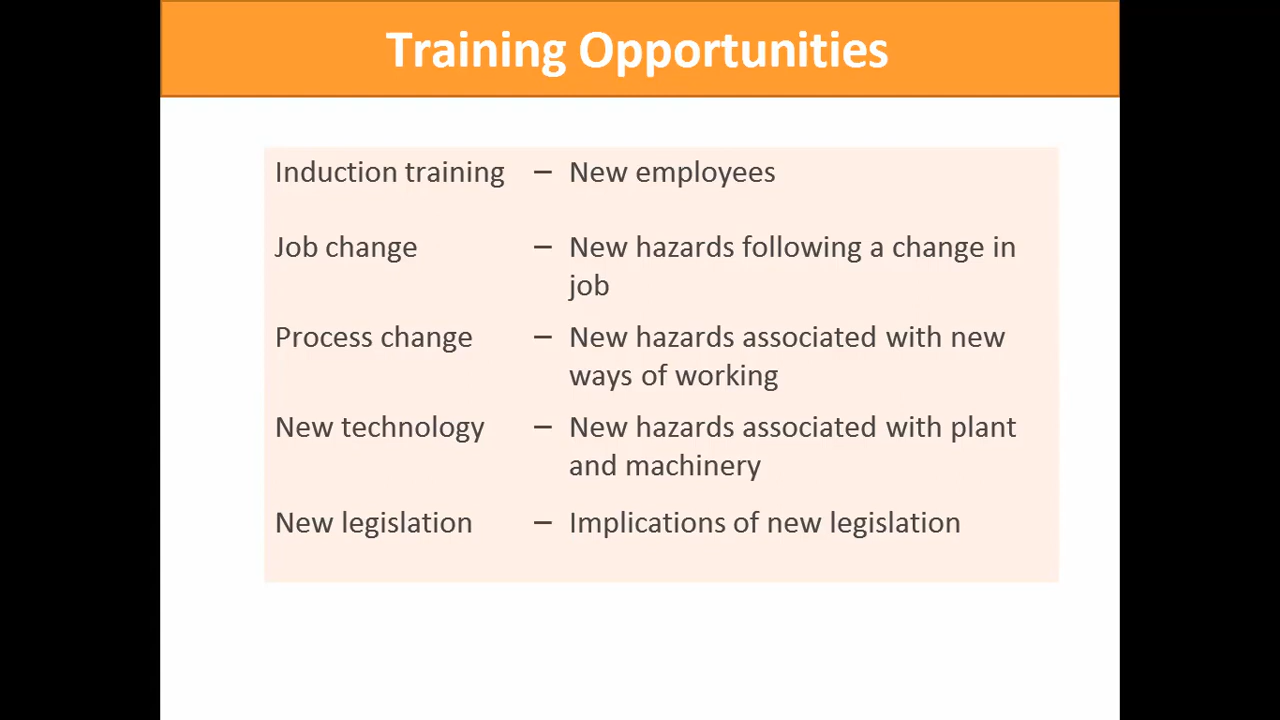 Training Opportunities
Induction training – New employees
Job change – New hazards following a change in
job
Process change – New hazards associated with new
ways of working
New technology – New hazards associated with plant
and machinery
New legislation – Implications of new legislation